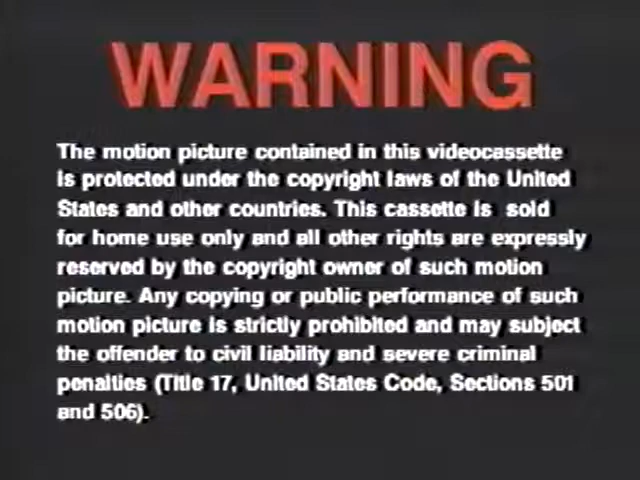 WARNING
The motion picture contained in this videocassette
is protected under the copyright laws of the United
States and other countries. This cassette is sold
for home use only and all other rights are expressly
reserved by the copyright owner of such motion
picture. Any copying or public performance of such
motion picture is strictly prohibited and may subject
the offender to civil liability and severe criminal
penalties (Title 17, United States Code, Sections 501
and 506).